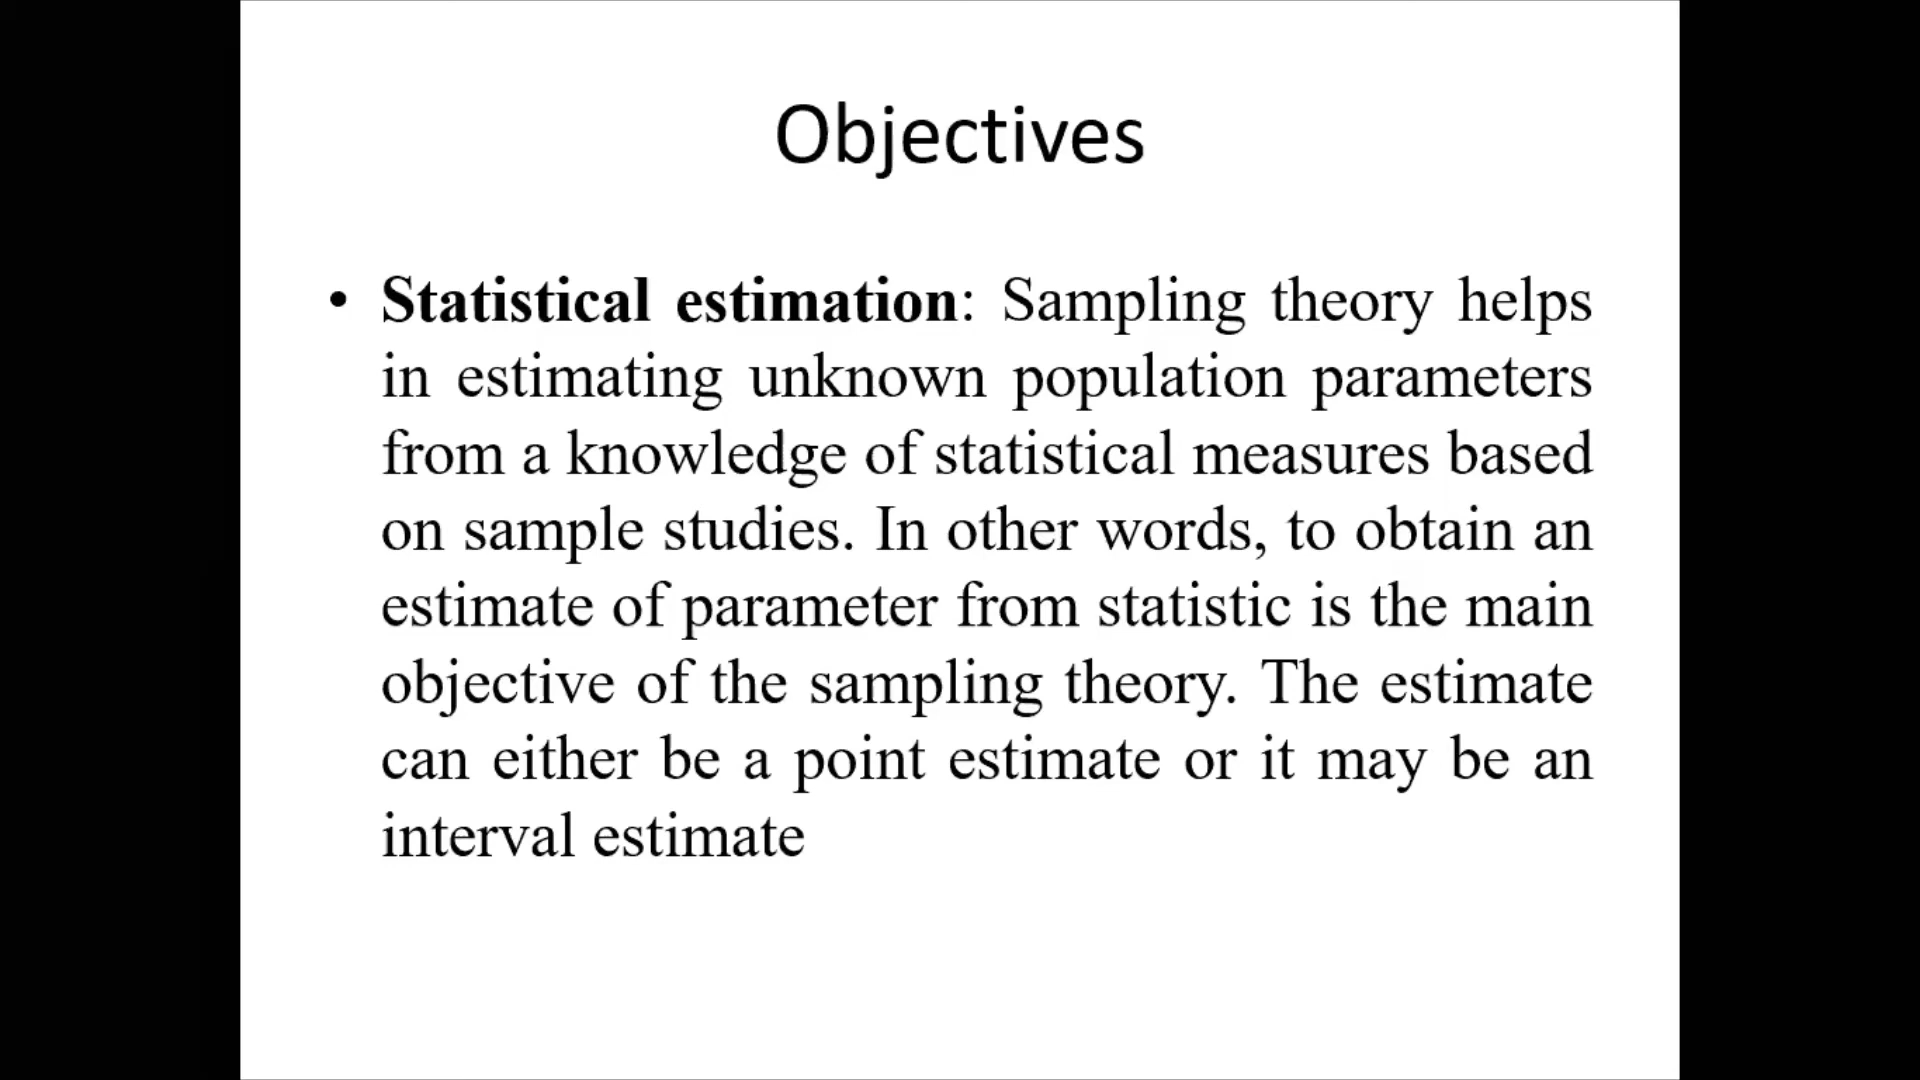 Objectives
• Statistical estimation: Sampling theory helps
in estimating unknown population parameters
from a knowledge of statistical measures based
on sample studies. In other words, to obtain an
estimate of parameter from statistic is the main
objective of the sampling theory. The estimate
can either be a point estimate or it may be an
interval estimate